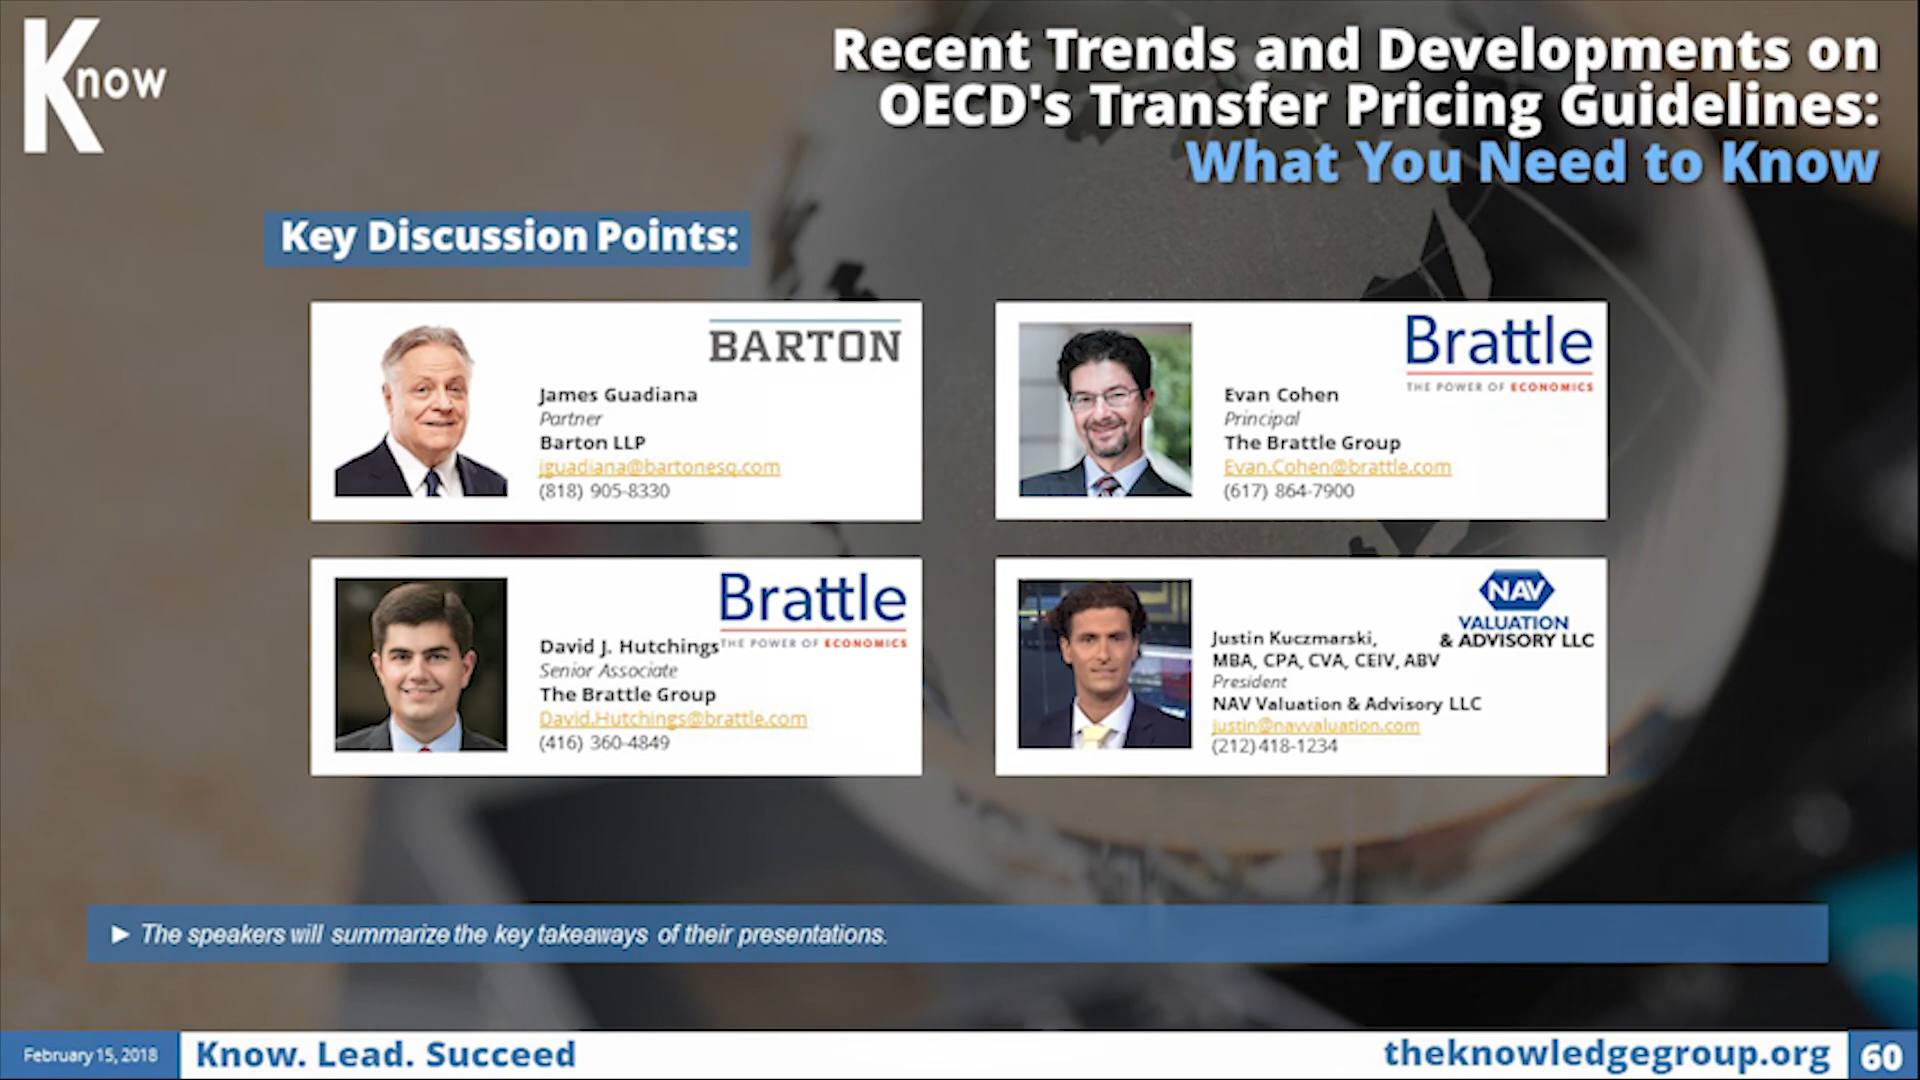 Know
Recent Trends and Developments on
OECD's Transfer Pricing Guidelines:
What You Need to Know
Key Discussion Points:
BARTON
James Guadiana
Partner
Barton LLP
jguadiana@bartonesq.com
(818) 905-8330
Brattle
THE POWER OF ECONOMICS
Evan Cohen
Principal
The Brattle Group
Evan.Cohen@brattle.com
(617) 864-7900
Brattle
THE POWER OF ECONOMICS
David J. Hutchings
Senior Associate
The Brattle Group
David.Hutchings@brattle.com
(416) 360-4849
NAV
VALUATION
& ADVISORY LLC
Justin Kuczmarski,
MBA, CPA, CVA, CEIV, ABV
President
NAV Valuation & Advisory LLC
justin@navvaluation.com
(212) 418-1234
► The speakers will summarize the key takeaways of their presentations.
February 15, 2018
Know. Lead. Succeed
theknowledgegroup.org
60